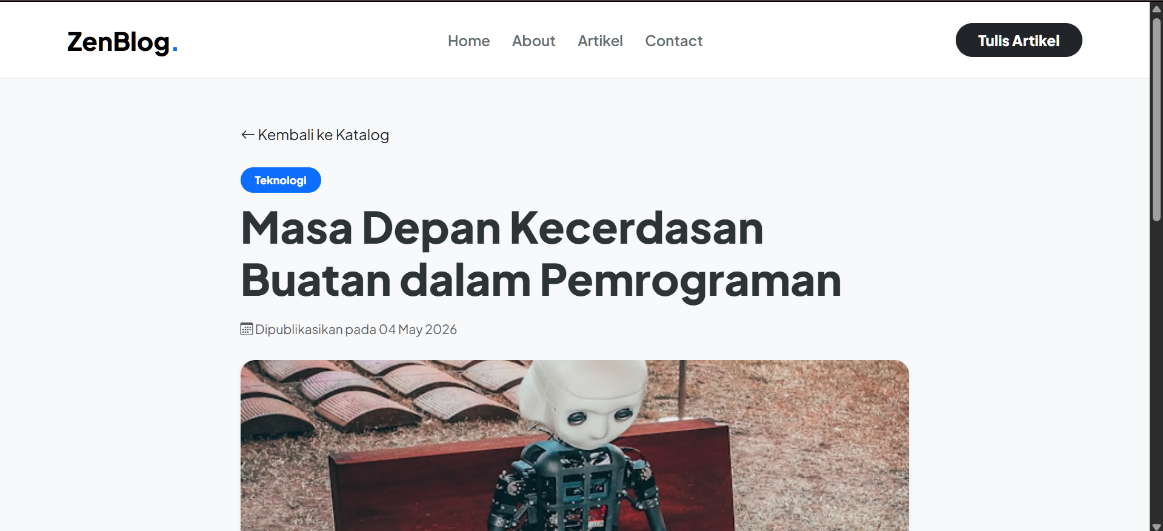 ZenBlog.
Home About Artikel Contact
Tulis Artikel
← Kembali ke Katalog
Teknologi
Masa Depan Kecerdasan
Buatan dalam Pemrograman
Dipublikasikan pada 04 May 2026